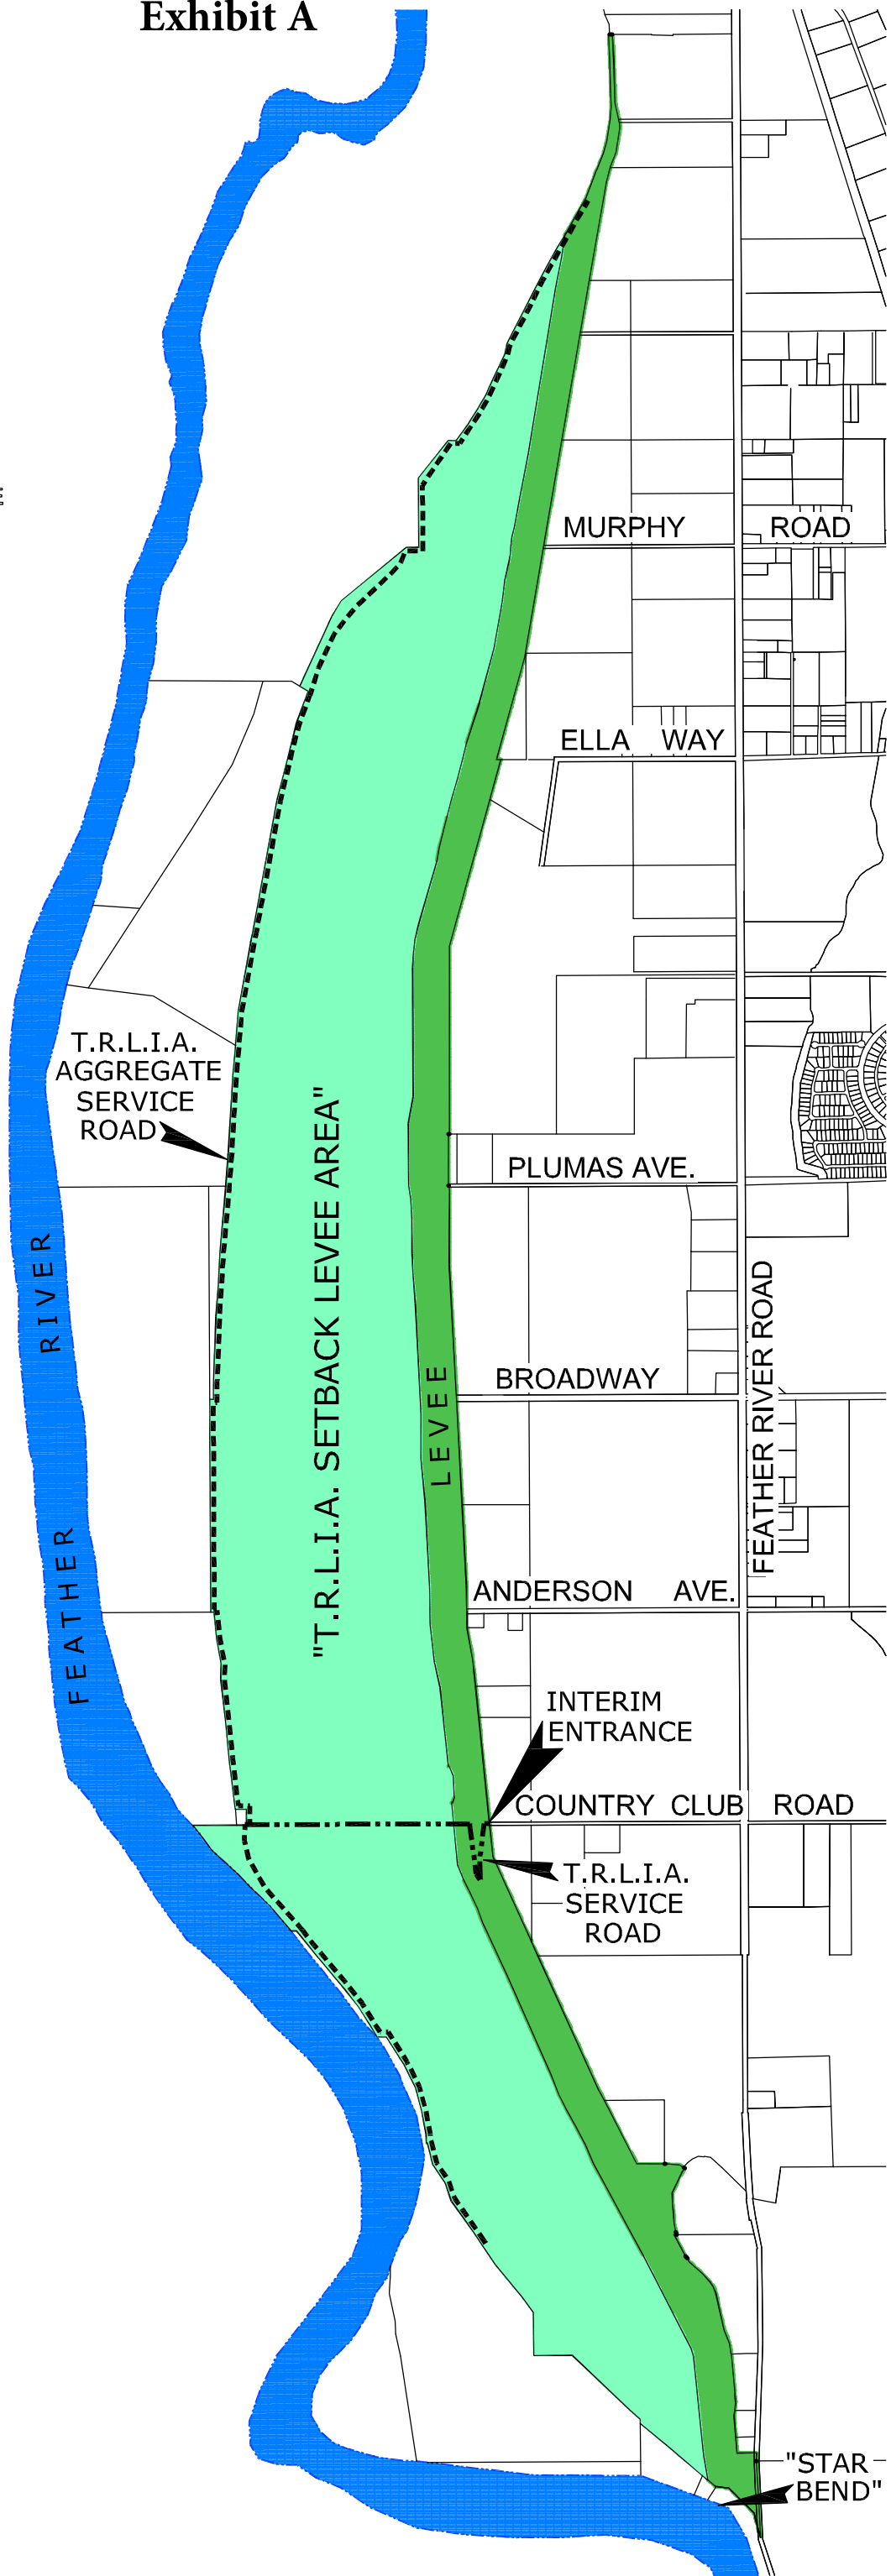 Exhibit A
MURPHY ROAD
ELLA WAY
T.R.L.I.A.
AGGREGATE
SERVICE
ROAD
"T.R.L.I.A. SETBACK LEVEE AREA"
PLUMAS AVE.
FEATHER RIVER
FEATHER RIVER ROAD
LEVEE
BROADWAY
ANDERSON AVE.
INTERIM
ENTRANCE
COUNTRY CLUB ROAD
T.R.L.I.A.
SERVICE
ROAD
"STAR
BEND"